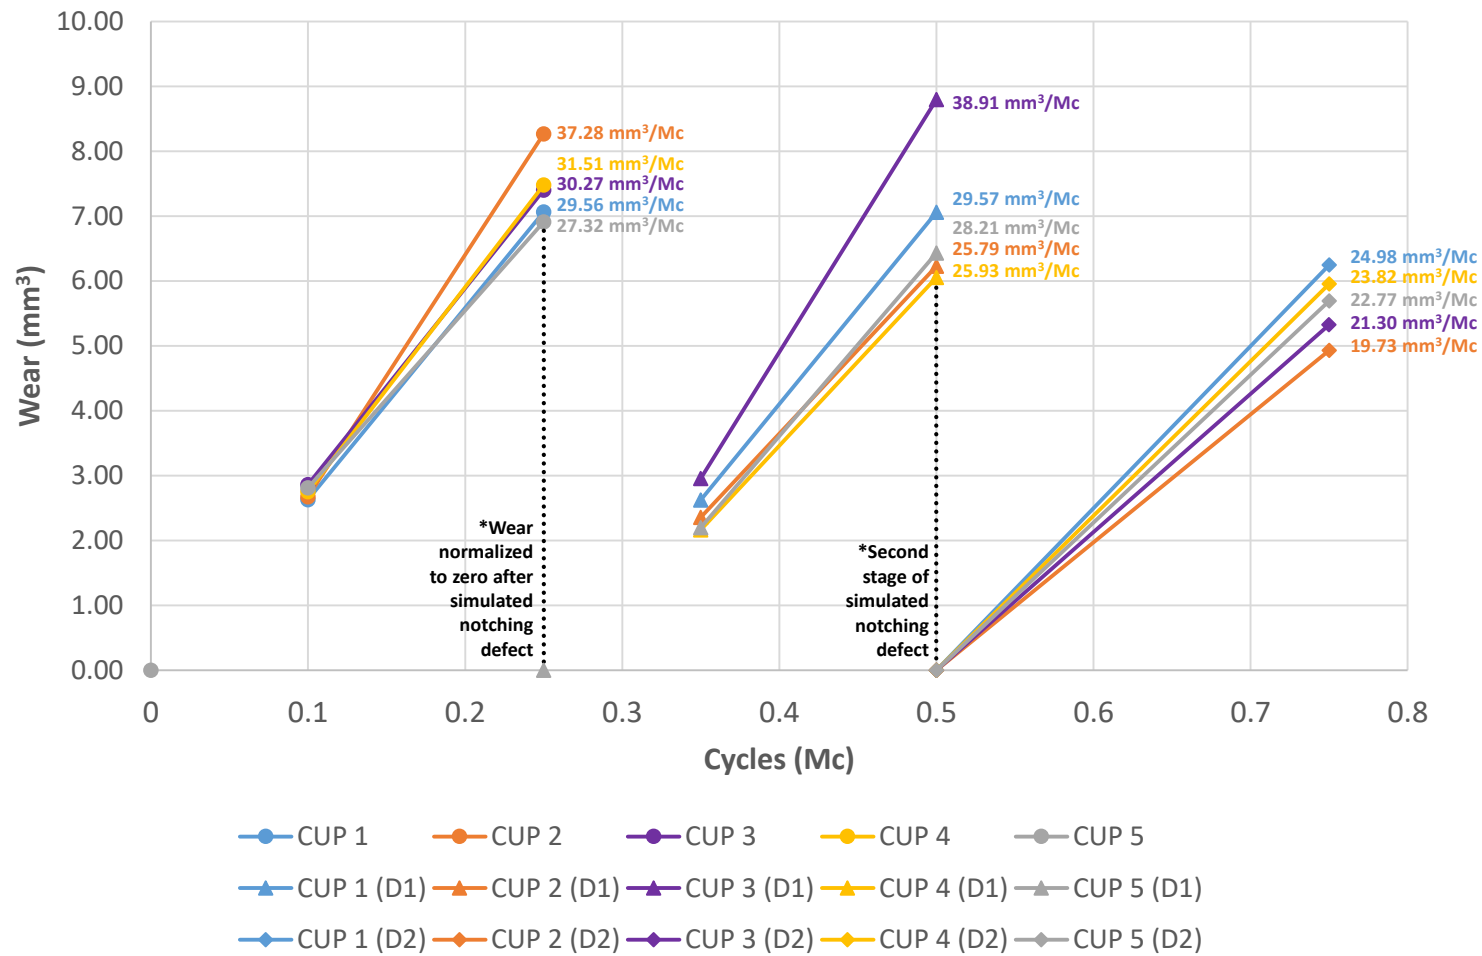 10.00
9.00
8.00
7.00
6.00
5.00
4.00
3.00
2.00
1.00
0.00
Wear (mm³)
37.28 mm³/Mc
31.51 mm³/Mc
30.27 mm³/Mc
29.56 mm³/Mc
27.32 mm³/Mc
*Wear
normalized
to zero after
simulated
notching
defect
38.91 mm³/Mc
29.57 mm³/Mc
28.21 mm³/Mc
25.79 mm³/Mc
25.93 mm³/Mc
*Second
stage of
simulated
notching
defect
24.98 mm³/Mc
23.82 mm³/Mc
22.77 mm³/Mc
21.30 mm³/Mc
19.73 mm³/Mc
0 0.1 0.2 0.3 0.4 0.5 0.6 0.7 0.8
Cycles (Mc)
CUP 1 CUP 2 CUP 3 CUP 4 CUP 5
CUP 1 (D1) CUP 2 (D1) CUP 3 (D1) CUP 4 (D1) CUP 5 (D1)
CUP 1 (D2) CUP 2 (D2) CUP 3 (D2) CUP 4 (D2) CUP 5 (D2)